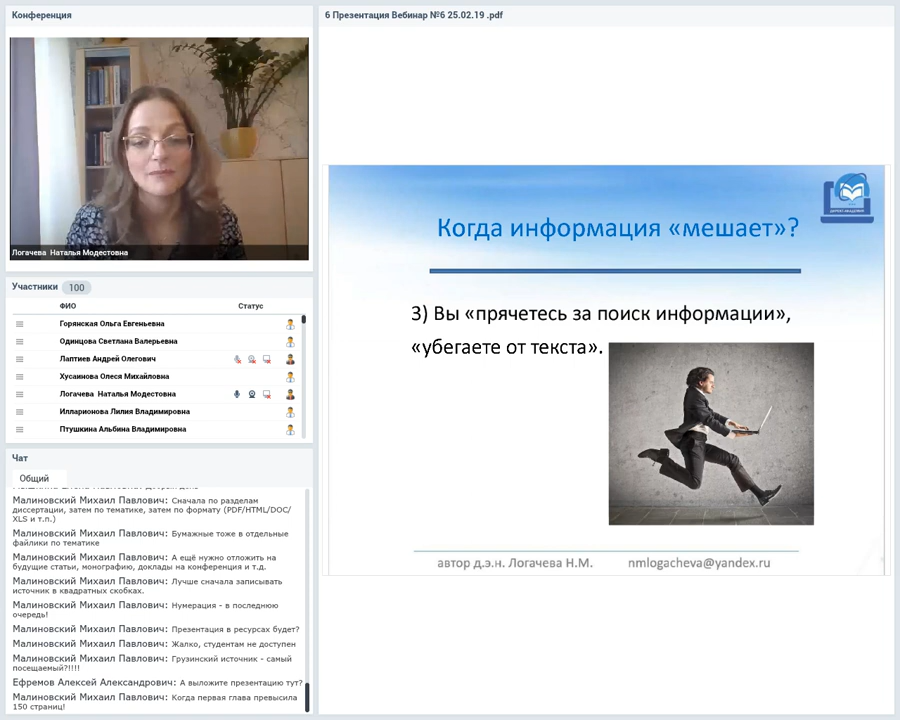 Конференция
Логачева Наталья Модестовна
Участники 100
ФИО Статус
Горянская Ольга Евгеньевна
Одинцова Светлана Валерьевна
Лаптиев Андрей Олегович
Хусаинова Олеся Михайловна
Логачева Наталья Модестовна
Илларионова Лилия Владимировна
Птушкина Альбина Владимировна
Чат
Общий
Малиновский Михаил Павлович: Сначала по разделам
диссертации, затем по тематике, затем по формату (PDF/HTML/DOC/
XLS и т.п.)
Малиновский Михаил Павлович: Бумажные тоже в отдельные
файлики по тематике
Малиновский Михаил Павлович: А ещё нужно отложить на
будущие статьи, монографию, доклады на конференция и т.д.
Малиновский Михаил Павлович: Лучше сначала записывать
источник в квадратных скобках.
Малиновский Михаил Павлович: Нумерация - в последнюю
очередь!
Малиновский Михаил Павлович: Презентация в ресурсах будет?
Малиновский Михаил Павлович: Жалко, студентам не доступен
Малиновский Михаил Павлович: Грузинский источник - самый
посещаемый?!!!!
Ефремов Алексей Александрович: А выложите презентацию тут?
Малиновский Михаил Павлович: Когда первая глава превысила
150 страниц!
6 Презентация Вебинар №6 25.02.19 .pdf
Когда информация «мешает»?
3) Вы «прячетесь за поиск информации»,
«убегаете от текста».
автор д.э.н. Логачева Н.М. nmlogacheva@yandex.ru